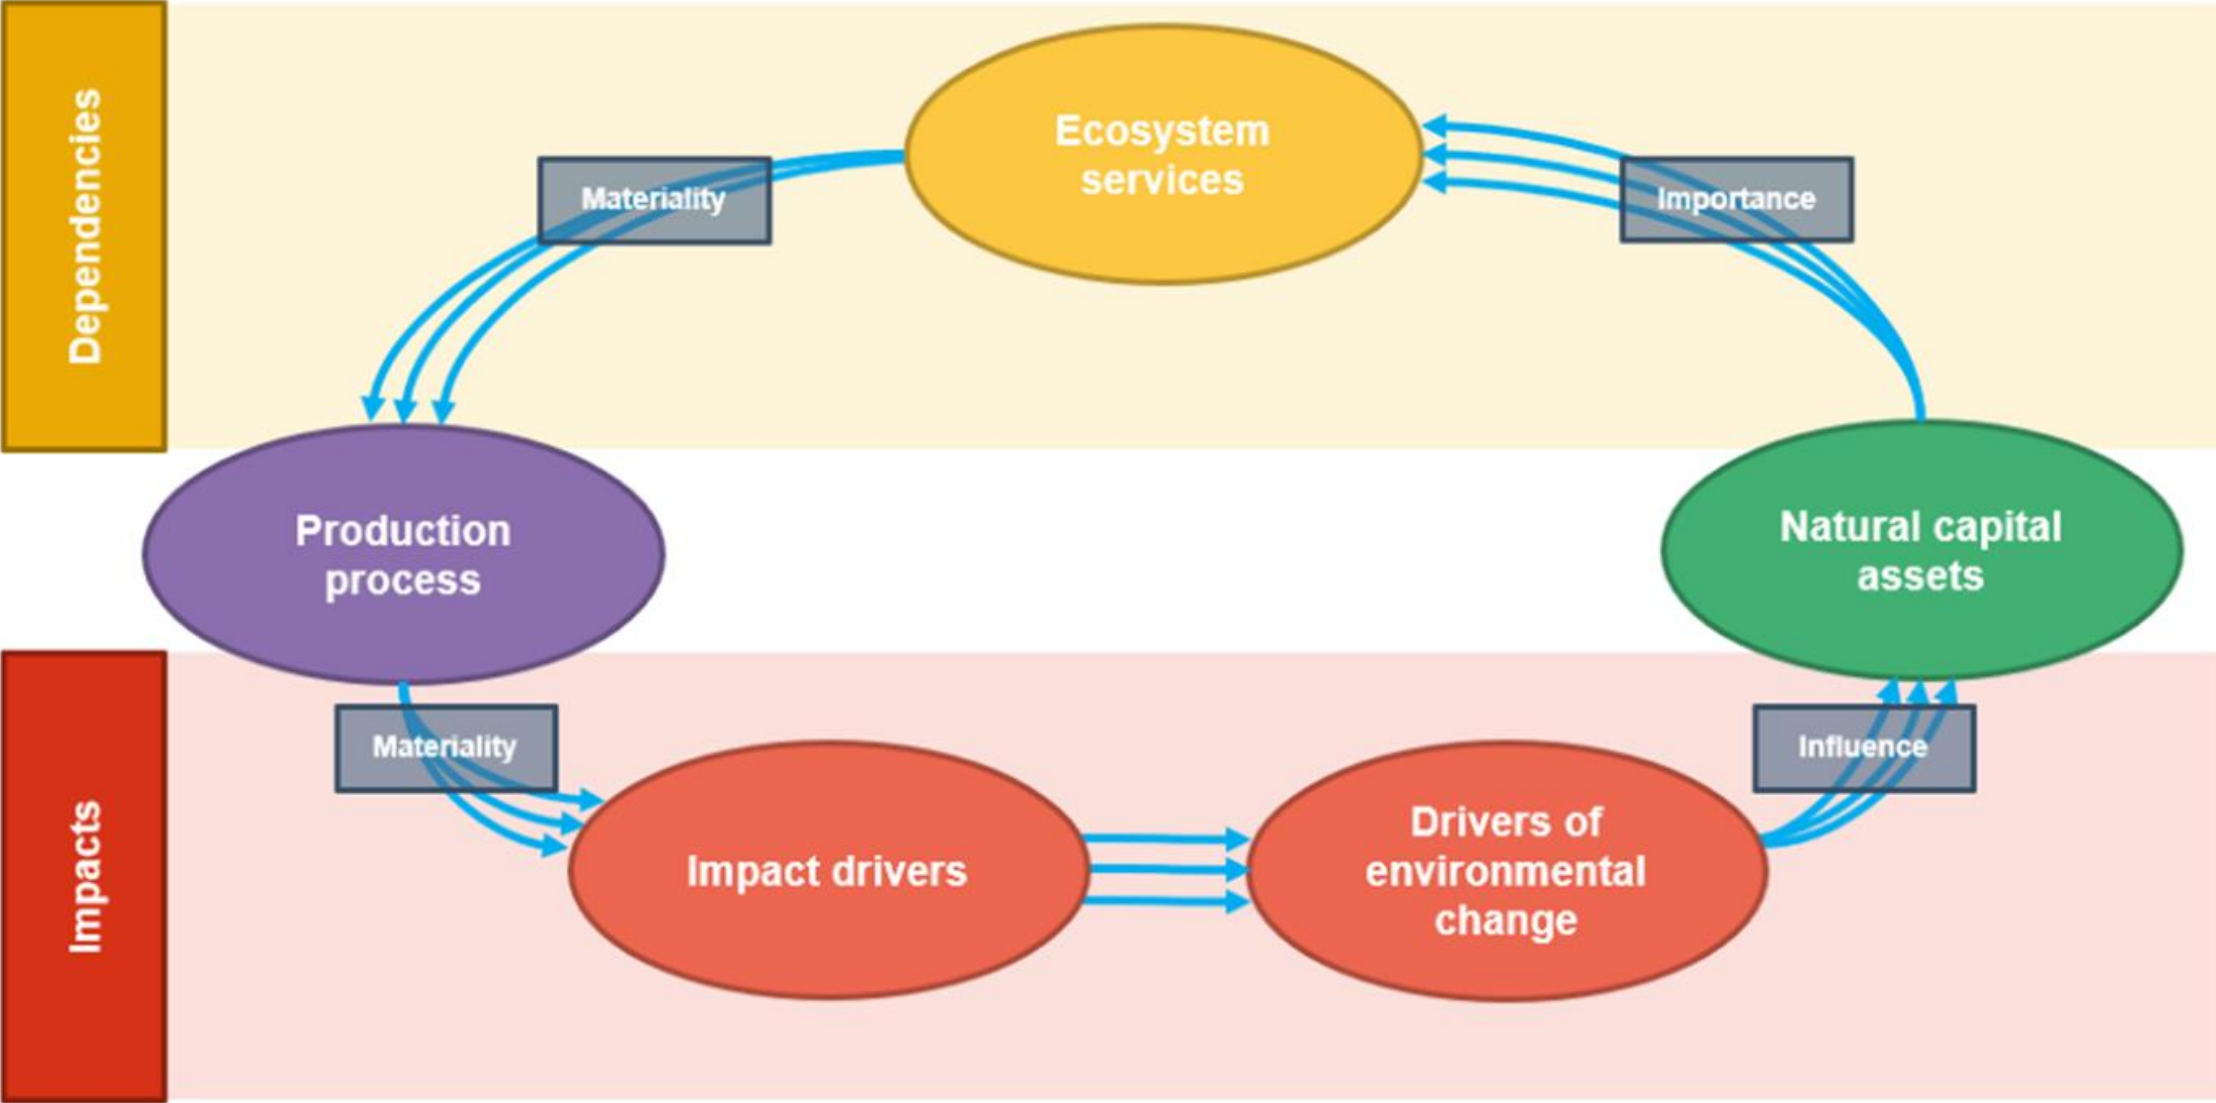 Dependencies
Ecosystem
services
Materiality
Importance
Production
process
Natural capital
assets
Impacts
Materiality
Influence
Impact drivers
Drivers of
environmental
change